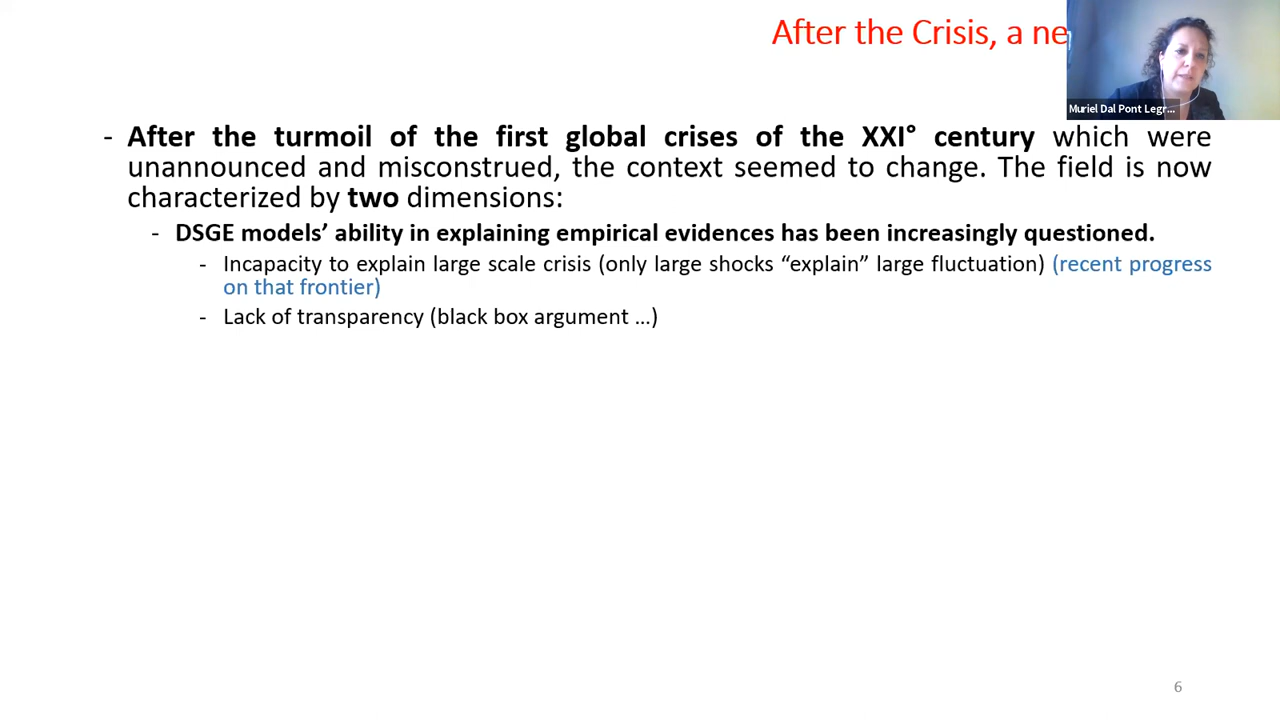 After the Crisis, a ne
Muriel Dal Pont Legr...
- After the turmoil of the first global crises of the XXI° century which were
unannounced and misconstrued, the context seemed to change. The field is now
characterized by two dimensions:
- DSGE models’ ability in explaining empirical evidences has been increasingly questioned.
- Incapacity to explain large scale crisis (only large shocks “explain” large fluctuation) (recent progress
on that frontier)
- Lack of transparency (black box argument …)
6